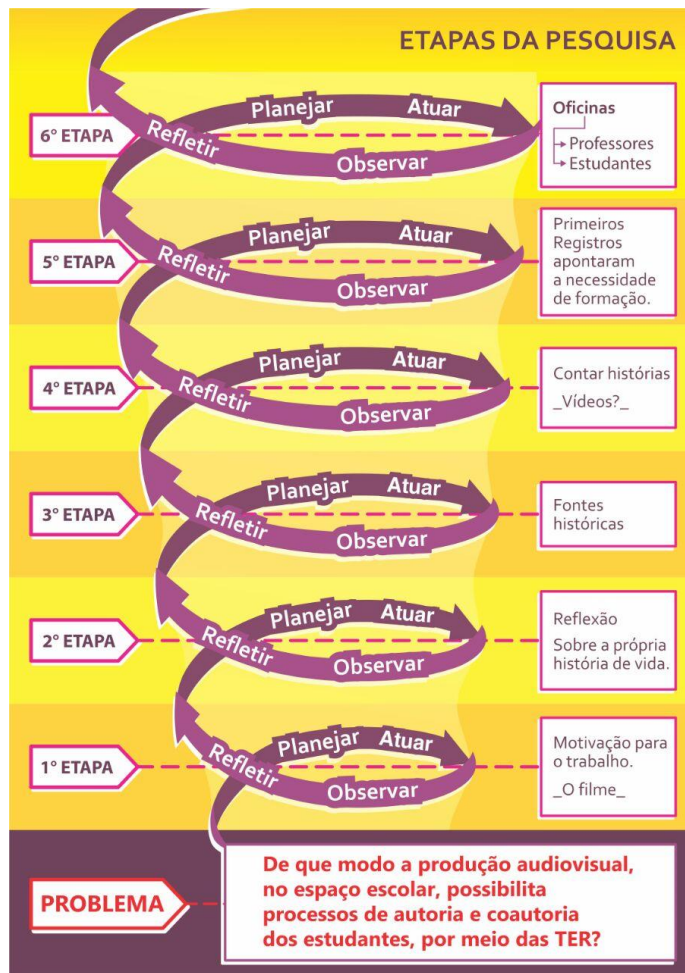 ETAPAS DA PESQUISA
Planejar
Atuar
6° ETAPA
Refletir
Observar
Oficinas
Professores
Estudantes
Planejar
Atuar
5° ETAPA
Refletir
Observar
Primeiros
Registros
apontaram
a necessidade
de formação.
Planejar
Atuar
4° ETAPA
Refletir
Observar
Contar histórias
_Vídeos?_
Planejar
Atuar
3° ETAPA
Refletir
Observar
Fontes
históricas
Planejar
Atuar
2° ETAPA
Refletir
Observar
Reflexão
Sobre a própria
história de vida.
Planejar
Atuar
1° ETAPA
Refletir
Observar
Motivação para
o trabalho.
_O filme_
PROBLEMA
De que modo a produção audiovisual,
no espaço escolar, possibilita
processos de autoria e coautoria
dos estudantes, por meio das TER?